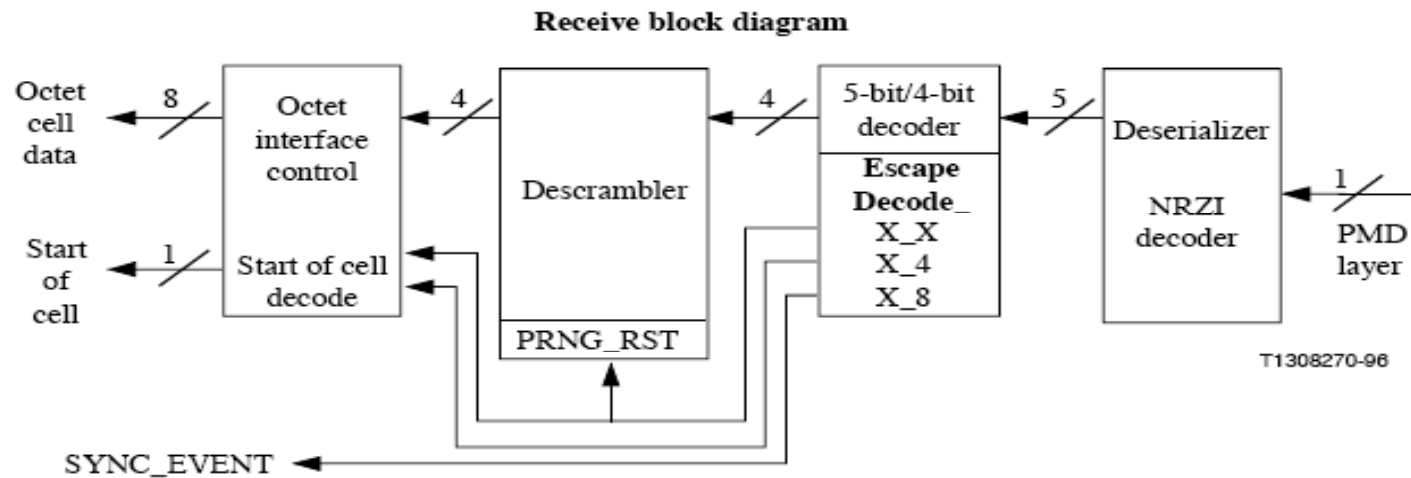 Receive block diagram
Octet
cell
data
8
Octet
interface
control
4
Descrambler
4
5-bit/4-bit
decoder
5
Deserializer
NRZI
decoder
1
PMD
layer
Escape
Decode_
X_X
X_4
X_8
Start
of
cell
1
Start of cell
decode
PRNG_RST
T1308270-96
SYNC_EVENT